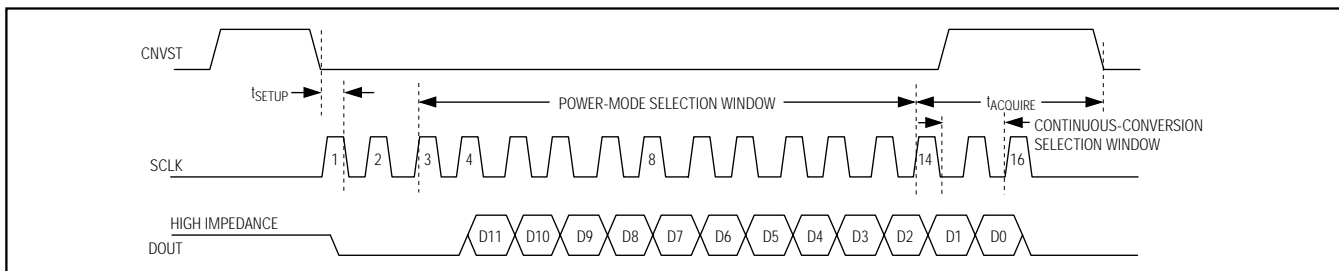 CNVST
tSETUP
POWER-MODE SELECTION WINDOW
tACQUIRE
CONTINUOUS-CONVERSION
SELECTION WINDOW
SCLK
1 2 3 4 8 14 16
HIGH IMPEDANCE
DOUT
D11 D10 D9 D8 D7 D6 D5 D4 D3 D2 D1 D0